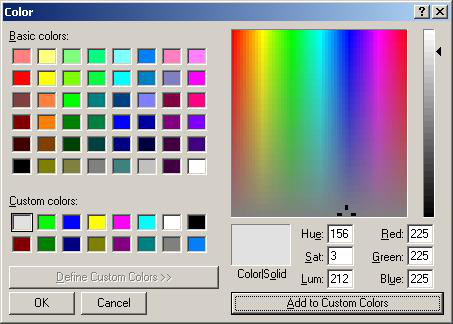 Color
Basic colors:
Custom colors:
Define Custom Colors >>
OK Cancel
Color|Solid
Hue: 156 Red: 225
Sat: 3 Green: 225
Lum: 212 Blue: 225
Add to Custom Colors